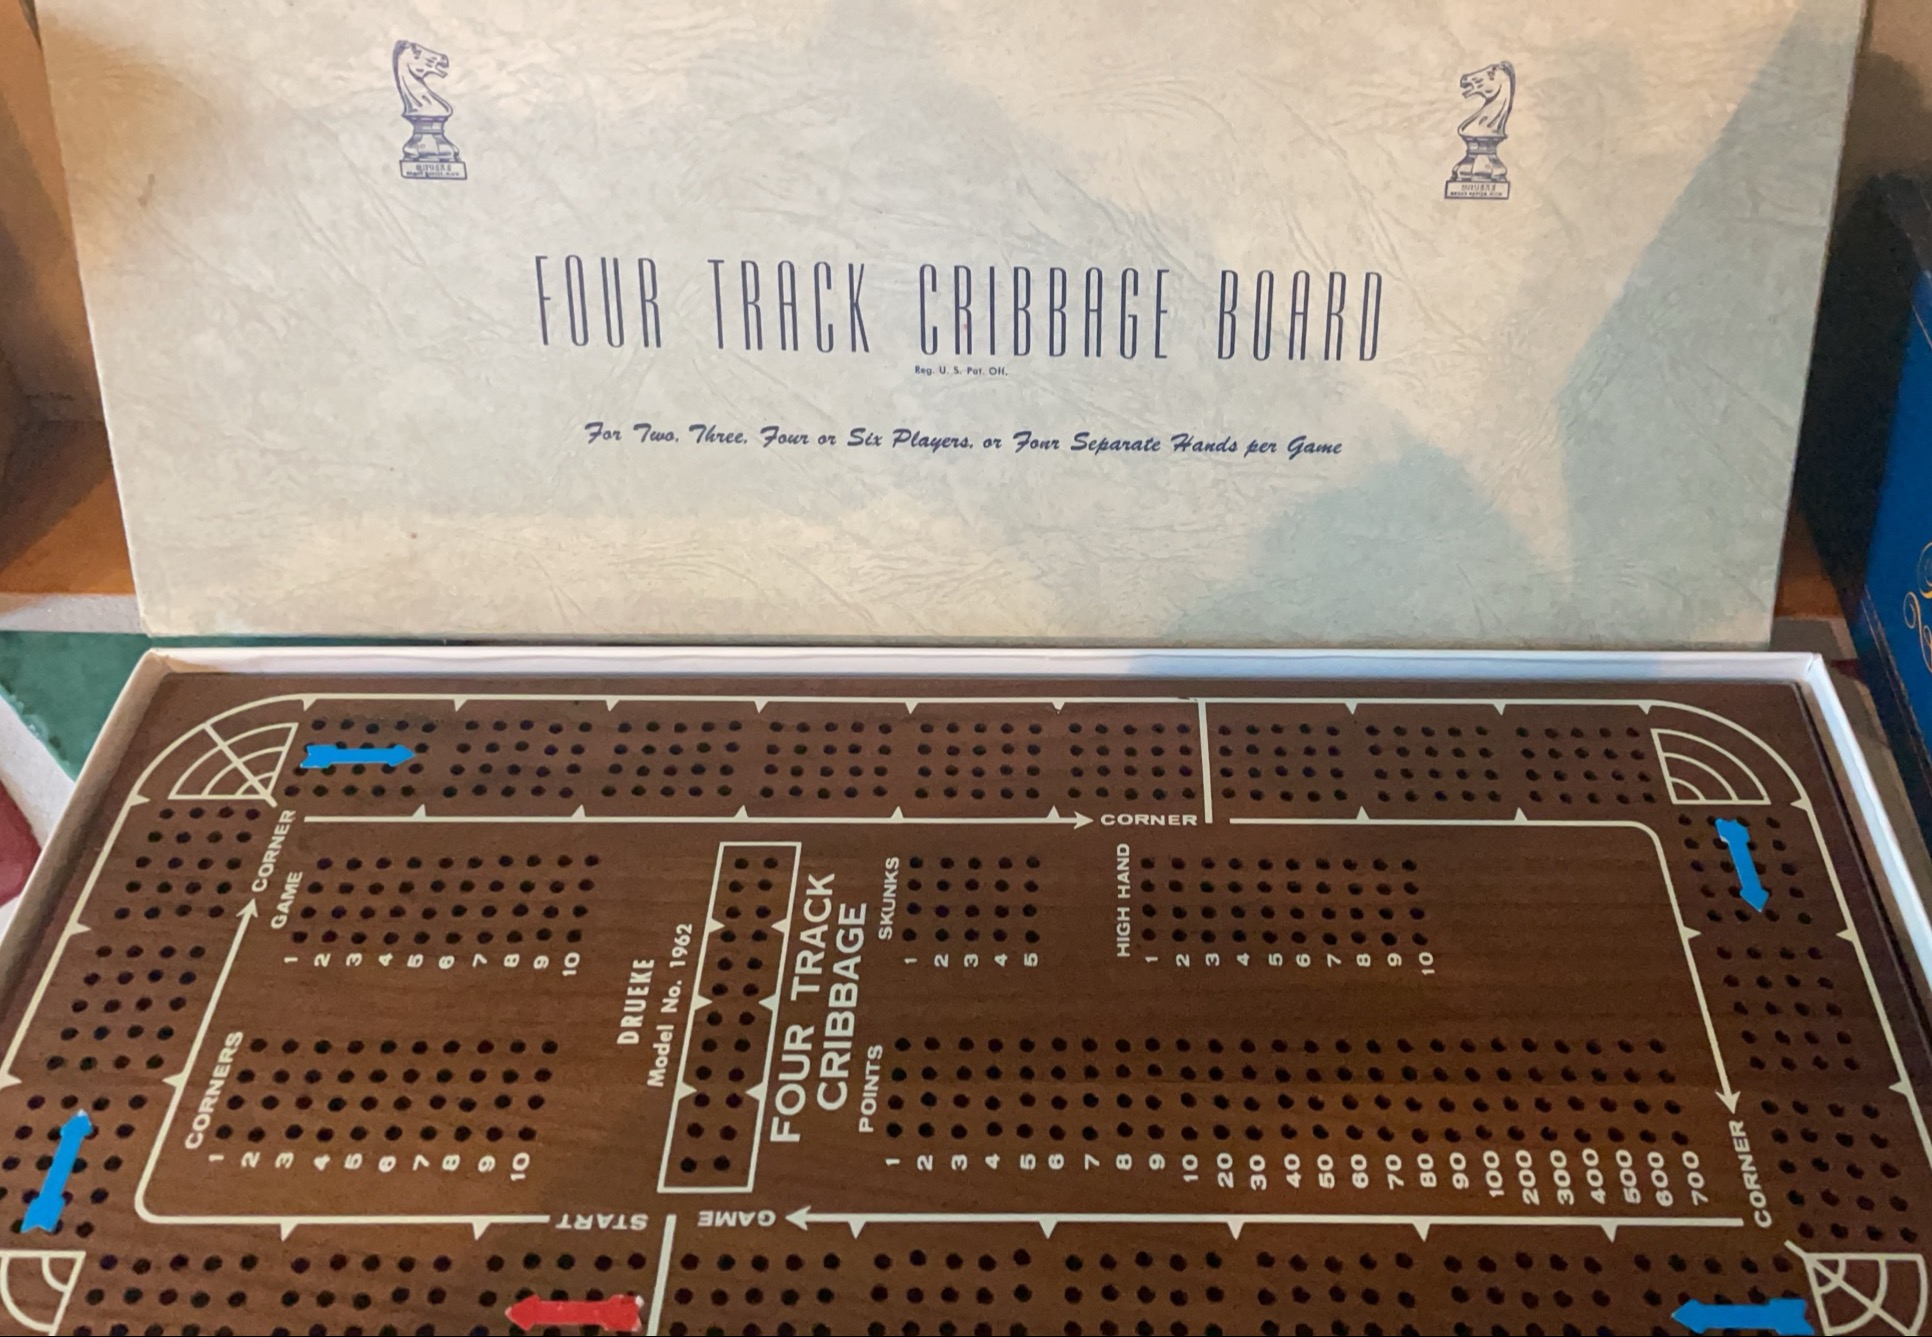 FOUR TRACK CRIBBAGE BOARD
Reg. U. S. Pat. Off.
For Two, Three, Four or Six Players, or Four Separate Hands per Game
CORNER
CORNER
GAME
1 2 3 4 5 6 7 8 9 10
CORNERS
1 2 3 4 5 6 7 8 9 10
DRUEKE
Model No. 1962
FOUR TRACK
CRIBBAGE
SKUNKS
1 2 3 4 5
HIGH HAND
1 2 3 4 5 6 7 8 9 10
POINTS
1 2 3 4 5 6 7 8 9 10 20 30 40 50 60 70 80 90 100 200 300 400 500 600 700
CORNER
START
GAME